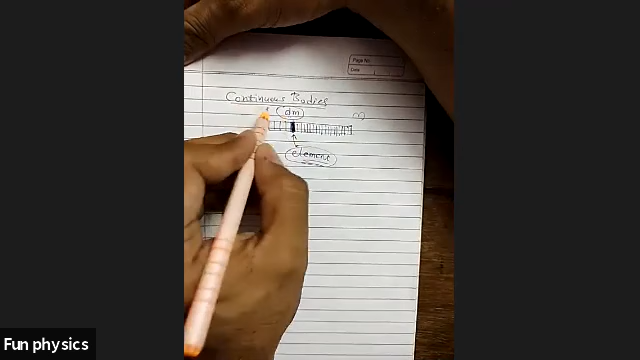 Page No.
Date
Continuous Bodies
dm
element
Fun physics